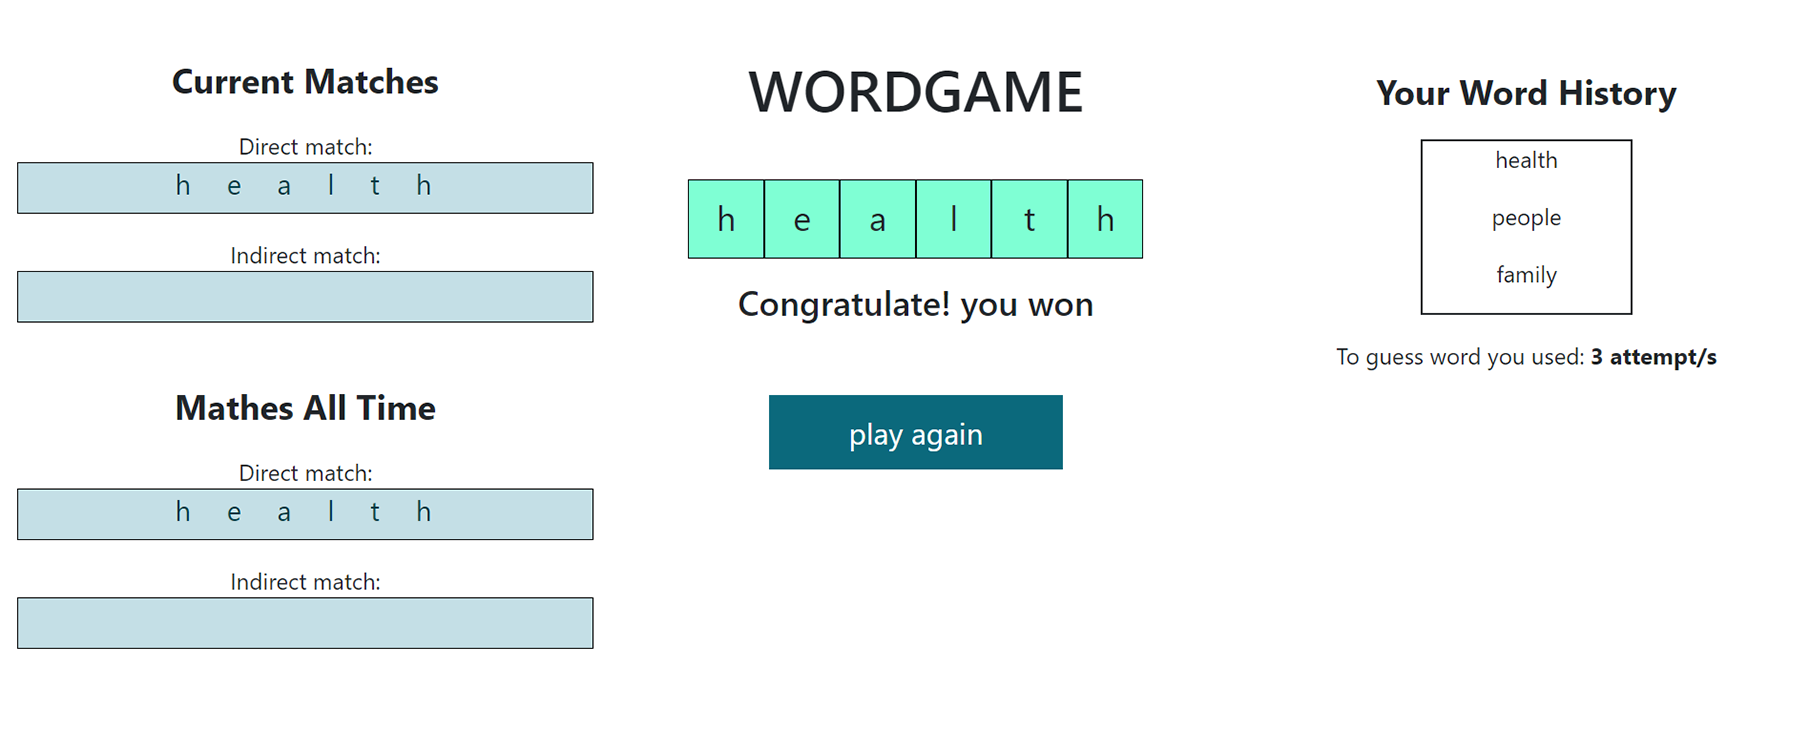 Current Matches
Direct match:
h e a l t h
Indirect match:
Mathes All Time
Direct match:
h e a l t h
Indirect match:
WORDGAME
h e a l t h
Congratulate! you won
play again
Your Word History
health
people
family
To guess word you used: 3 attempt/s